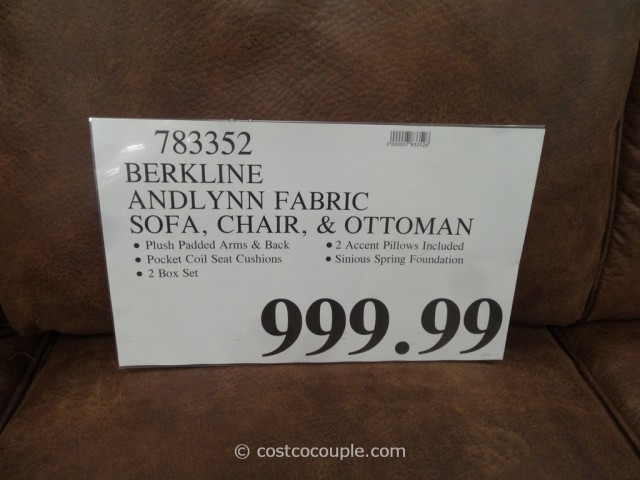 783352
BERKLINE
ANDLYNN FABRIC
SOFA, CHAIR, & OTTOMAN
● Plush Padded Arms & Back
● 2 Accent Pillows Included
● Pocket Coil Seat Cushions
● Sinious Spring Foundation
● 2 Box Set
999.99
© costcocouple.com